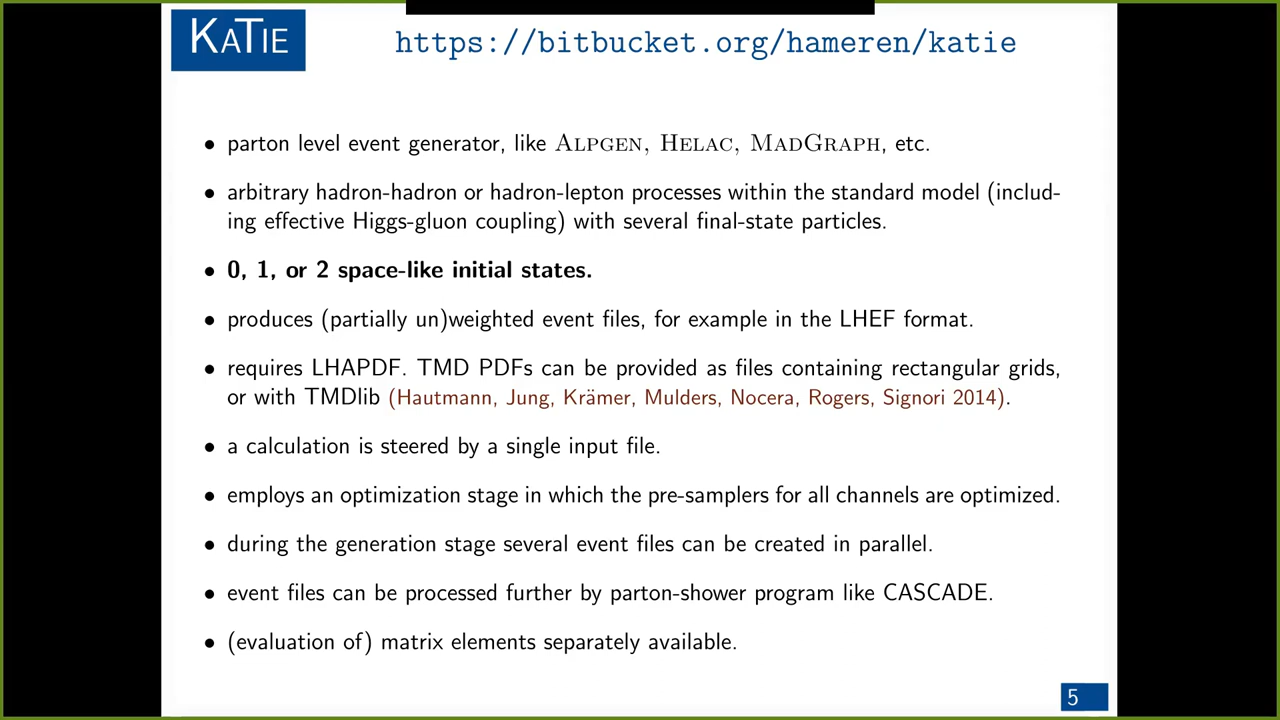 KaTie
https://bitbucket.org/hameren/katie
• parton level event generator, like Alpgen, Helac, MadGraph, etc.
• arbitrary hadron-hadron or hadron-lepton processes within the standard model (includ-
ing effective Higgs-gluon coupling) with several final-state particles.
• 0, 1, or 2 space-like initial states.
• produces (partially un)weighted event files, for example in the LHEF format.
• requires LHAPDF. TMD PDFs can be provided as files containing rectangular grids,
or with TMDlib (Hautmann, Jung, Krämer, Mulders, Nocera, Rogers, Signori 2014).
• a calculation is steered by a single input file.
• employs an optimization stage in which the pre-samplers for all channels are optimized.
• during the generation stage several event files can be created in parallel.
• event files can be processed further by parton-shower program like CASCADE.
• (evaluation of) matrix elements separately available.
5